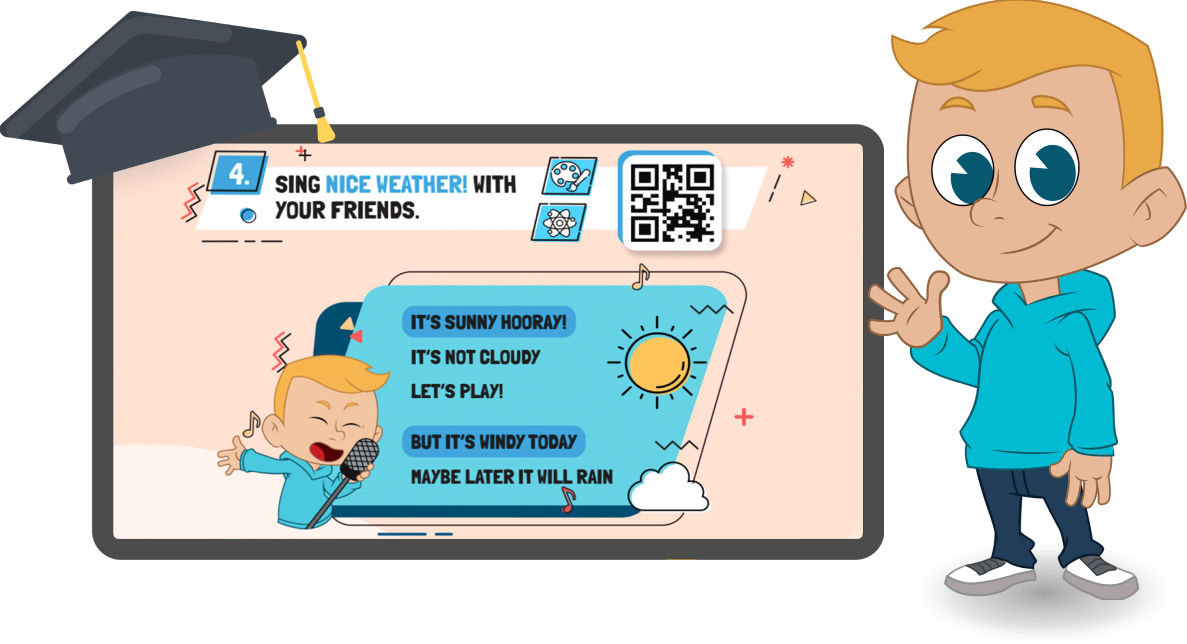 4.
SING NICE WEATHER! WITH
YOUR FRIENDS.
IT'S SUNNY HOORAY!
IT'S NOT CLOUDY
LET'S PLAY!
BUT IT'S WINDY TODAY
MAYBE LATER IT WILL RAIN